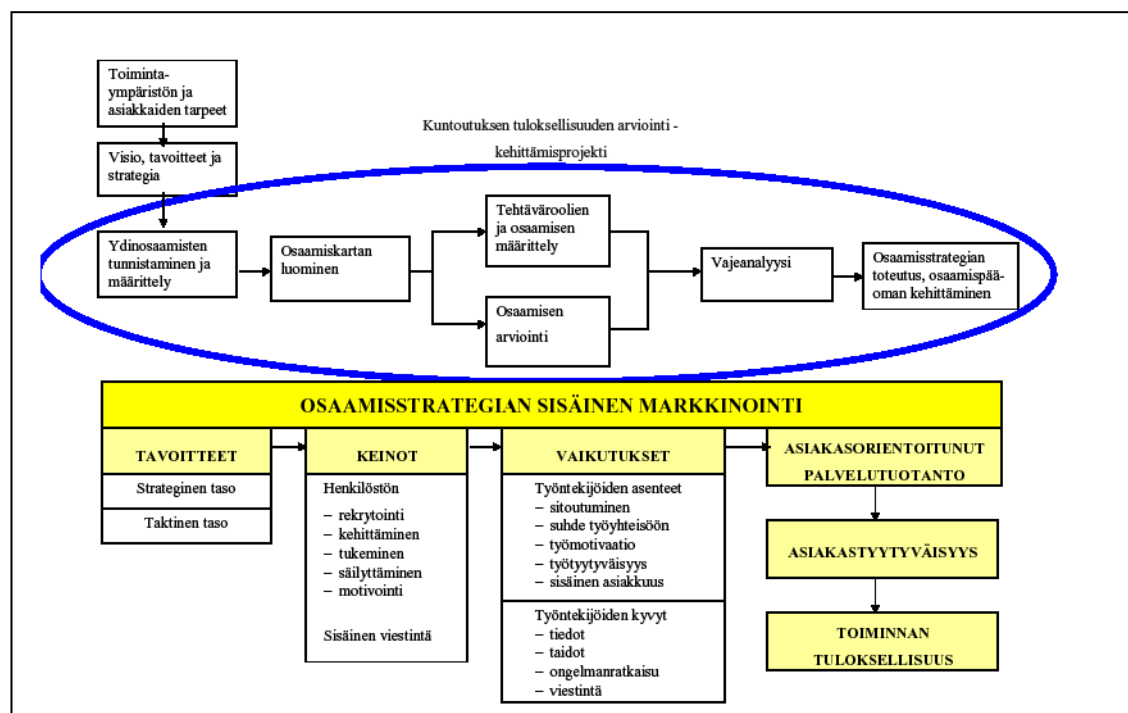 Toiminta-
ympäristön ja
asiakkaiden tarpeet
Kuntoutuksen tuloksellisuuden arviointi -
kehittämisprojekti
Visio, tavoitteet ja
strategia
Ydinosaamisten
tunnistaminen ja
määrittely
Osaamiskartan
luominen
Tehtäväroolien
ja osaamisen
määrittely
Osaamisen
arviointi
Vajeanalyysi
Osaamisstrategian
toteutus, osaamispää-
oman kehittäminen
OSAAMISSTRATEGIAN SISÄINEN MARKKINOINTI
TAVOITTEET
Strateginen taso
Taktinen taso
KEINOT
Henkilöstön
– rekrytointi
– kehittäminen
– tukeminen
– säilyttäminen
– motivointi
Sisäinen viestintä
VAIKUTUKSET
Työntekijöiden asenteet
– sitoutuminen
– suhde työyhteisöön
– työmotivaatio
– työtyytyväisyys
– sisäinen asiakkuus
Työntekijöiden kyvyt
– tiedot
– taidot
– ongelmanratkaisu
– viestintä
ASIAKASORIENTOITUNUT
PALVELUTUOTANTO
ASIAKASTYYTYVÄISYYS
TOIMINNAN
TULOKSELLISUUS